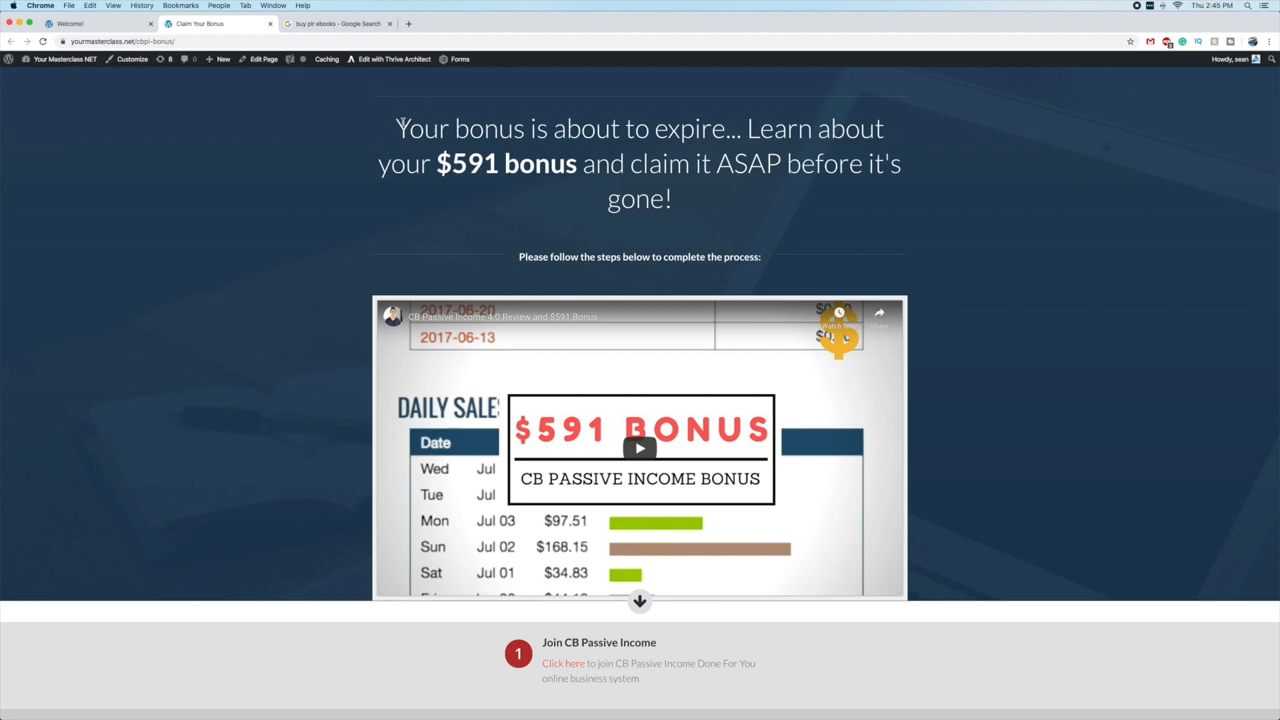 Chrome File Edit View History Bookmarks People Tab Window Help
Thu 2:45 PM
Welcome!
Claim Your Bonus
buy plr ebooks - Google Search
yourmasterclass.net/cbpi-bonus/
Your Masterclass NET
Customize
8
0
New
Edit Page
Caching
Edit with Thrive Architect
Forms
Howdy, sean
Your bonus is about to expire... Learn about
your $591 bonus and claim it ASAP before it's
gone!
Please follow the steps below to complete the process:
2017-06-20
CB Passive Income 4.0 Review and $591 Bonus
Watch later
Share
2017-06-13
DAILY SALES
$591 BONUS
CB PASSIVE INCOME BONUS
Date
Wed Jul
Tue Jul
Mon Jul 03 $97.51
Sun Jul 02 $168.15
Sat Jul 01 $34.83
1
Join CB Passive Income
Click here to join CB Passive Income Done For You
online business system